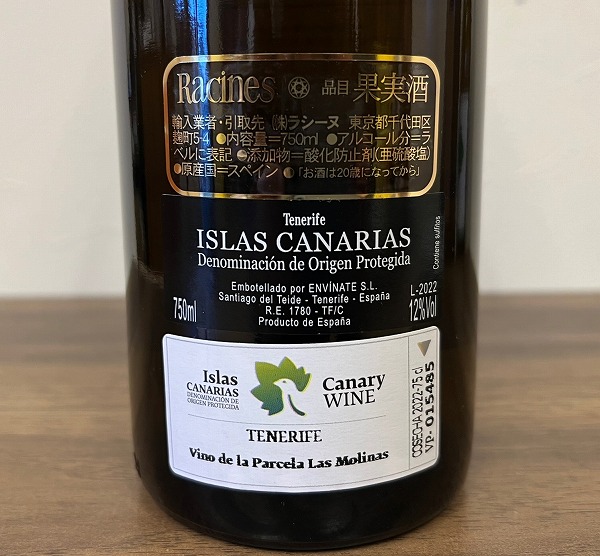 Racines 品目 果実酒
輸入業者・引取先 ㈱ラシーヌ 東京都千代田区
麹町5-4 ●内容量=750ml ●アルコール分=ラ
ベルに表記 ●添加物=酸化防止剤(亜硫酸塩)
●原産国=スペイン ●「お酒は20歳になってから」
Tenerife
ISLAS CANARIAS
Denominación de Origen Protegida
Contiene sulfitos
Embotellado por ENVÍNATE S.L.
Santiago del Teide - Tenerife - España
R.E. 1780 - TF/C
Producto de España
750ml
L-2022
12%Vol
Islas
CANARIAS
DENOMINACIÓN DE
ORIGEN PROTEGIDA
Canary
WINE
TENERIFE
Vino de la Parcela Las Molinas
COSECHA 2022-75 cl
VP- 015485